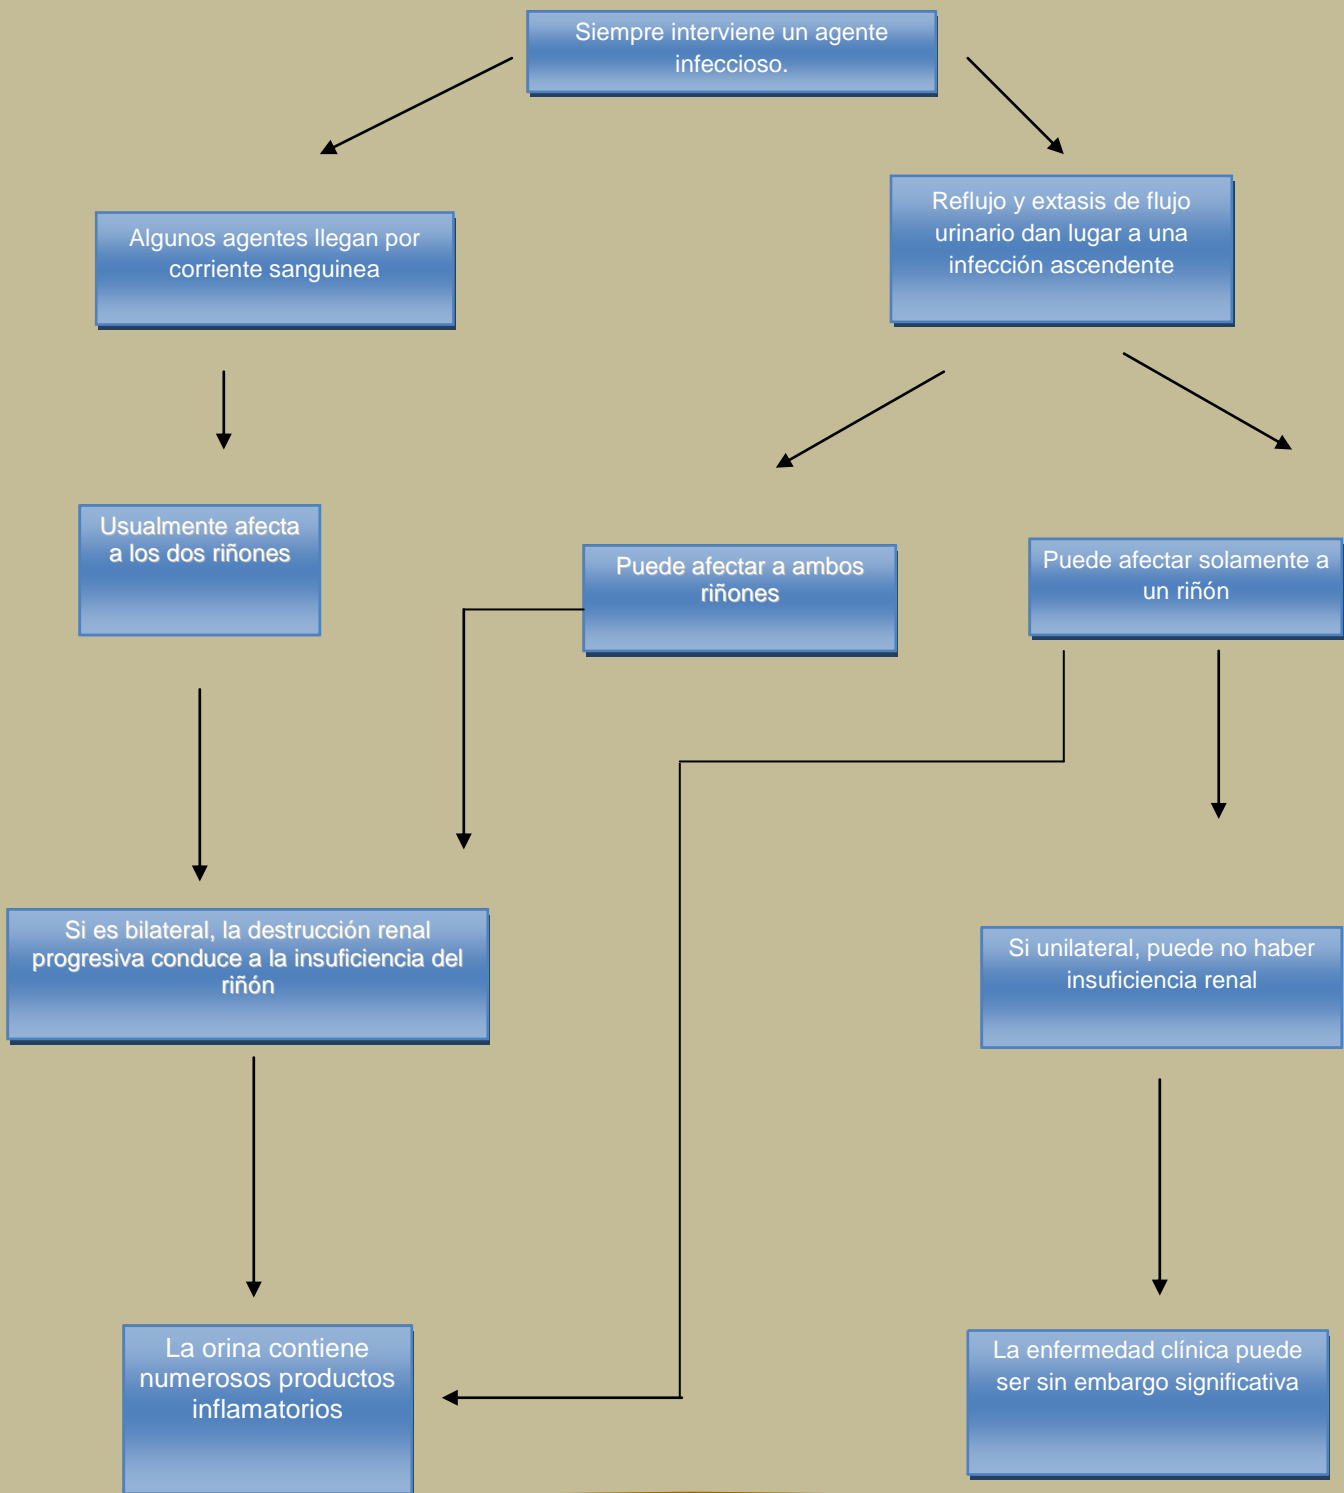 Siempre interviene un agente
infeccioso.
Algunos agentes llegan por
corriente sanguinea
Reflujo y extasis de flujo
urinario dan lugar a una
infección ascendente
Usualmente afecta
a los dos riñones
Puede afectar a ambos
riñones
Puede afectar solamente a
un riñón
Si es bilateral, la destrucción renal
progresiva conduce a la insuficiencia del
riñón
Si unilateral, puede no haber
insuficiencia renal
La orina contiene
numerosos productos
inflamatorios
La enfermedad clínica puede
ser sin embargo significativa